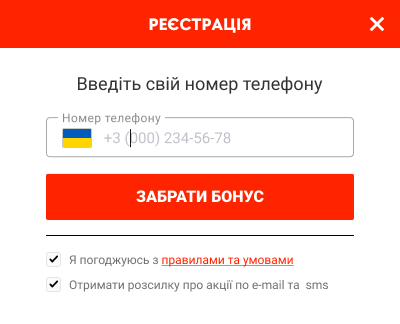 РЕЄСТРАЦІЯ
Введіть свій номер телефону
Номер телефону
+3 (000) 234-56-78
ЗАБРАТИ БОНУС
Я погоджуюсь з правилами та умовами
Отримати розсилку про акції по e-mail та sms